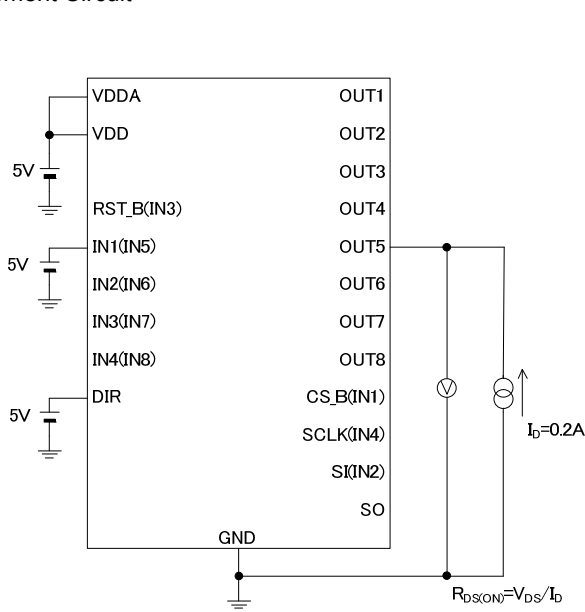 VDDA OUT1
VDD OUT2
5V OUT3
RST_B(IN3) OUT4
IN1(IN5) OUT5
5V
IN2(IN6) OUT6
IN3(IN7) OUT7
IN4(IN8) OUT8
DIR CS_B(IN1)
V
5V
SCLK(IN4) ID=0.2A
SI(IN2)
SO
GND
RDS(ON)=VDS/ID